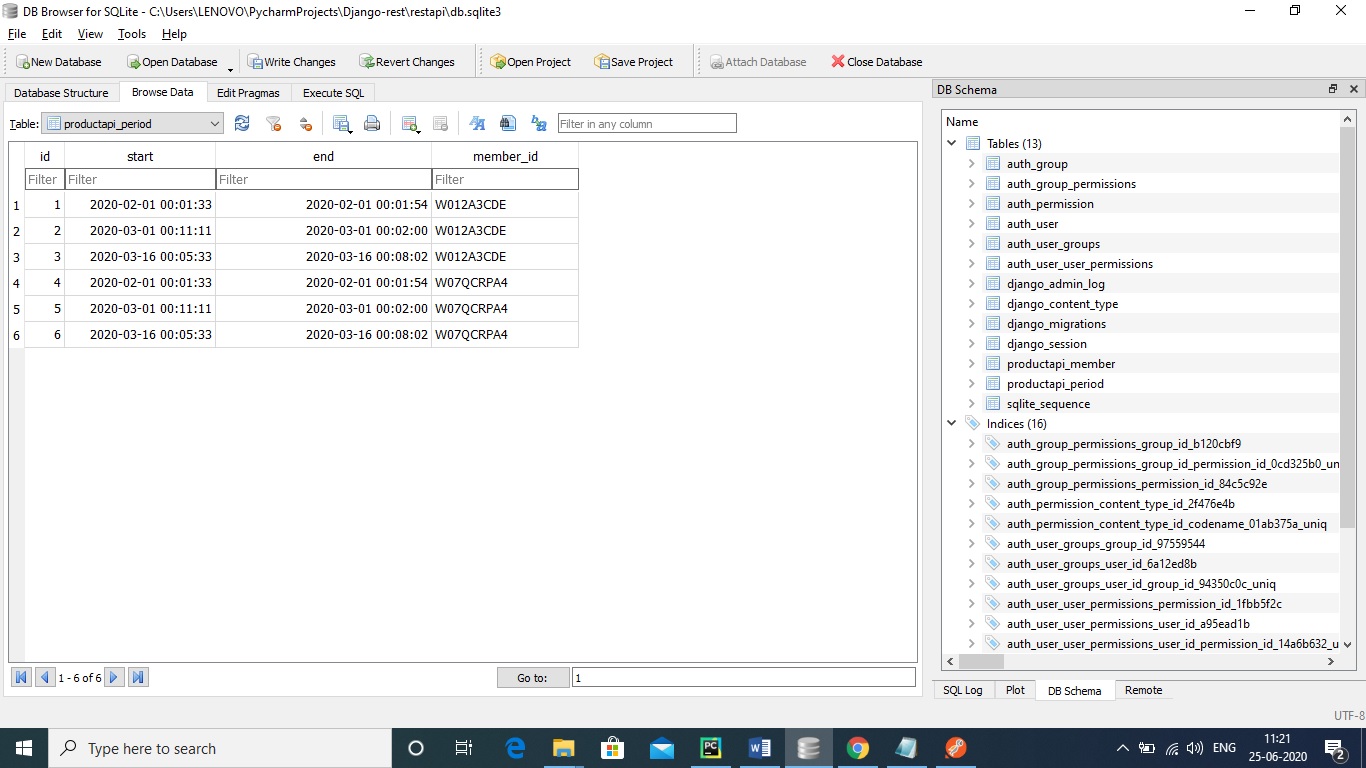 DB Browser for SQLite - C:\Users\LENOVO\PycharmProjects\Django-rest\restapi\db.sqlite3
File Edit View Tools Help
New Database Open Database Write Changes Revert Changes Open Project Save Project Attach Database Close Database
Database Structure Browse Data Edit Pragmas Execute SQL
Table: productapi_period Filter in any column
id start end member_id
Filter Filter Filter Filter
1 1 2020-02-01 00:01:33 2020-02-01 00:01:54 W012A3CDE
2 2 2020-03-01 00:11:11 2020-03-01 00:02:00 W012A3CDE
3 3 2020-03-16 00:05:33 2020-03-16 00:08:02 W012A3CDE
4 4 2020-02-01 00:01:33 2020-02-01 00:01:54 W07QCRPA4
5 5 2020-03-01 00:11:11 2020-03-01 00:02:00 W07QCRPA4
6 6 2020-03-16 00:05:33 2020-03-16 00:08:02 W07QCRPA4
1 - 6 of 6 Go to: 1
DB Schema
Name
Tables (13)
auth_group
auth_group_permissions
auth_permission
auth_user
auth_user_groups
auth_user_user_permissions
django_admin_log
django_content_type
django_migrations
django_session
productapi_member
productapi_period
sqlite_sequence
Indices (16)
auth_group_permissions_group_id_b120cbf9
auth_group_permissions_group_id_permission_id_0cd325b0_un
auth_group_permissions_permission_id_84c5c92e
auth_permission_content_type_id_2f476e4b
auth_permission_content_type_id_codename_01ab375a_uniq
auth_user_groups_group_id_97559544
auth_user_groups_user_id_6a12ed8b
auth_user_groups_user_id_group_id_94350c0c_uniq
auth_user_user_permissions_permission_id_1fbb5f2c
auth_user_user_permissions_user_id_a95ead1b
auth_user_user_permissions_user_id_permission_id_14a6b632_u
SQL Log Plot DB Schema Remote
UTF-8
Type here to search
ENG
11:21
25-06-2020
2